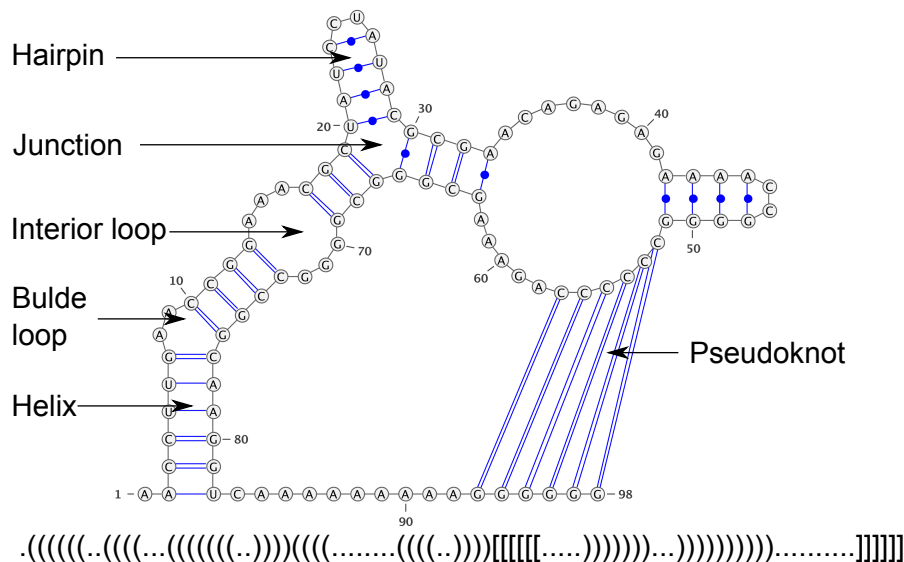 Hairpin
20
30
40
Junction
Interior loop
10
70
60
50
Bulde
loop
Pseudoknot
Helix
80
1 A A U C A A A A A A A A A G G G G G G 98
90
.((((((..((((...(((((((..))))((((........((((..))))[[[[[[.....)))))))...))))))))))..........]]]]]]